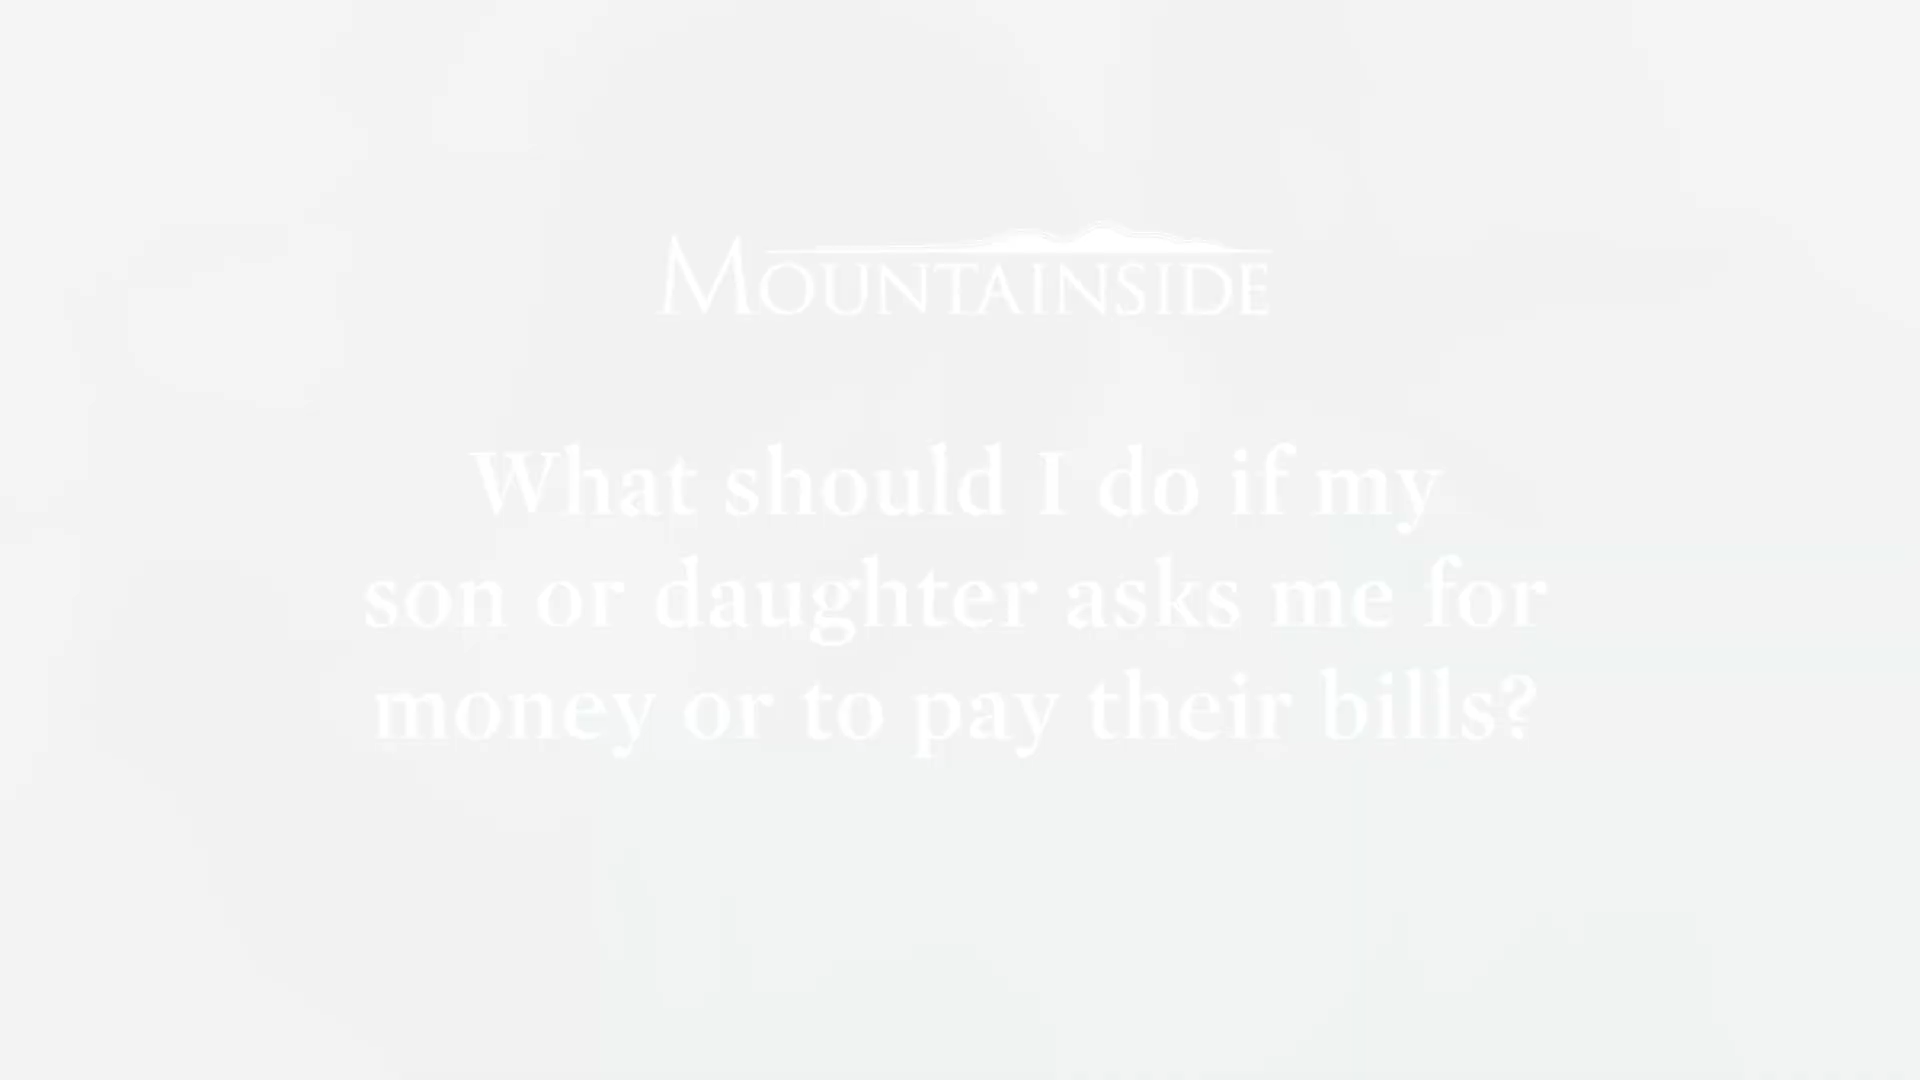 MOUNTAINSIDE
What should I do if my
son or daughter asks me for
money or to pay their bills?